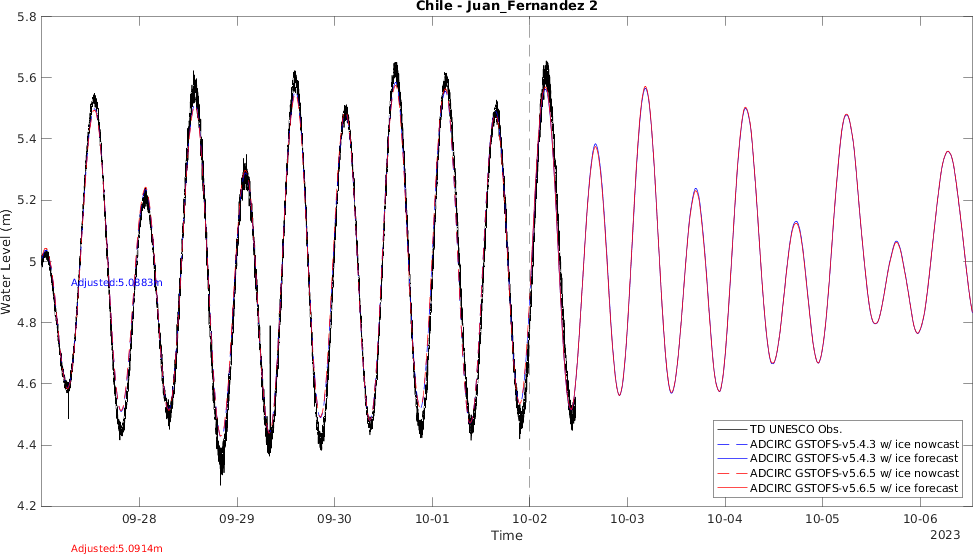 Chile - Juan_Fernandez 2
5.8
5.6
5.4
5.2
5
4.8
4.6
4.4
4.2
Water Level (m)
Adjusted:5.0883m
TD UNESCO Obs.
ADCIRC GSTOFS-v5.4.3 w/ ice nowcast
ADCIRC GSTOFS-v5.4.3 w/ ice forecast
ADCIRC GSTOFS-v5.6.5 w/ ice nowcast
ADCIRC GSTOFS-v5.6.5 w/ ice forecast
09-28
09-29
09-30
10-01
10-02
10-03
10-04
10-05
10-06
Time
2023
Adjusted:5.0914m